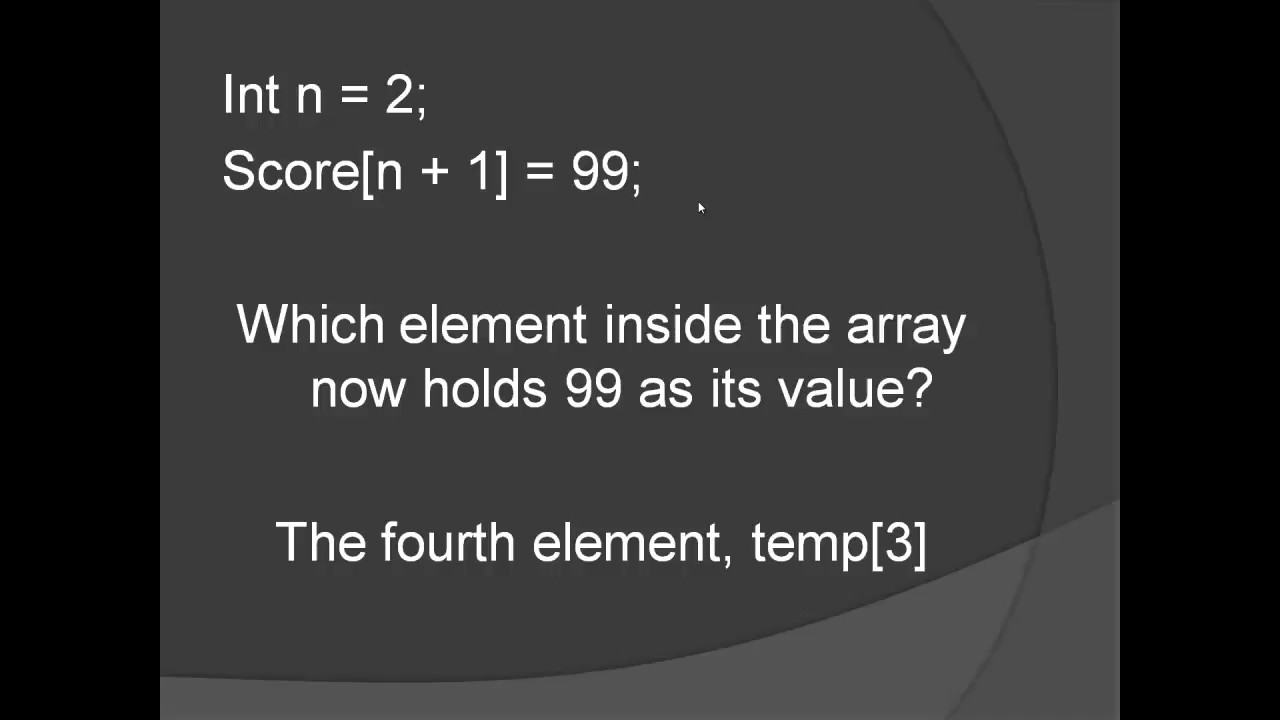 Int n = 2;
Score[n + 1] = 99;
Which element inside the array
now holds 99 as its value?
The fourth element, temp[3]